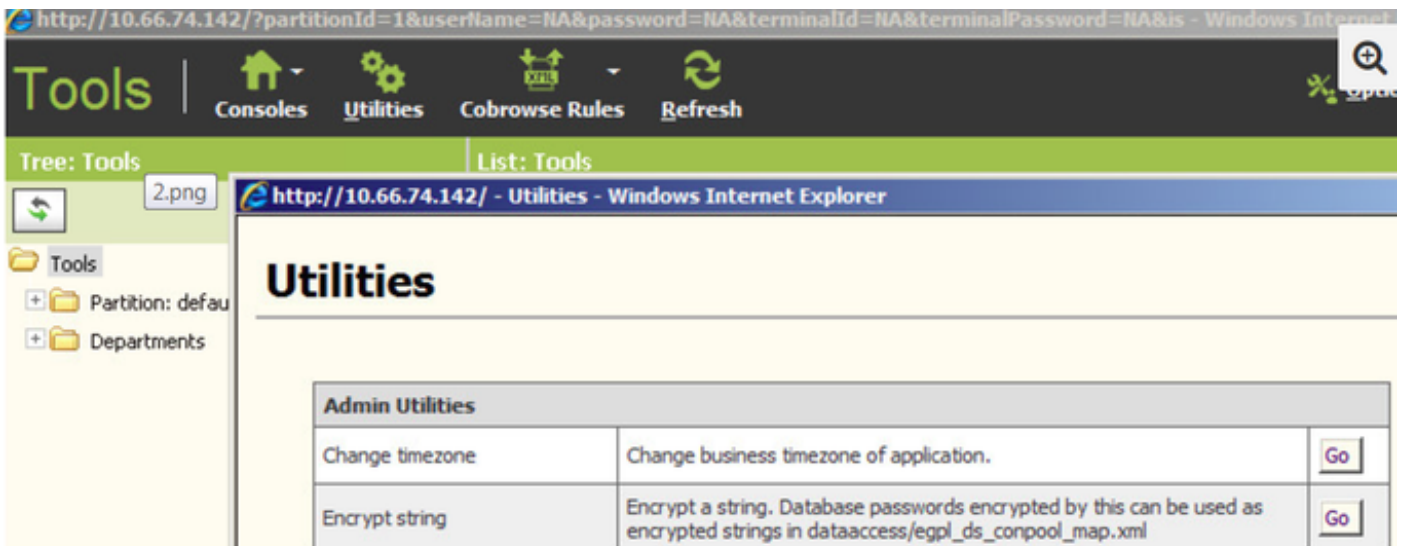 http://10.66.74.142/?partitionId=1&userName=NA&password=NA&terminalId=NA&terminalPassword=NA&is - Windows Internet
Tools
Consoles
Utilities
XML
Cobrowse Rules
Refresh
Tree: Tools
List: Tools
2.png
http://10.66.74.142/ - Utilities - Windows Internet Explorer
Tools
Partition: defau
Departments
Utilities
Admin Utilities
Change timezone
Change business timezone of application.
Go
Encrypt string
Encrypt a string. Database passwords encrypted by this can be used as
encrypted strings in dataaccess/egpl_ds_conpool_map.xml
Go